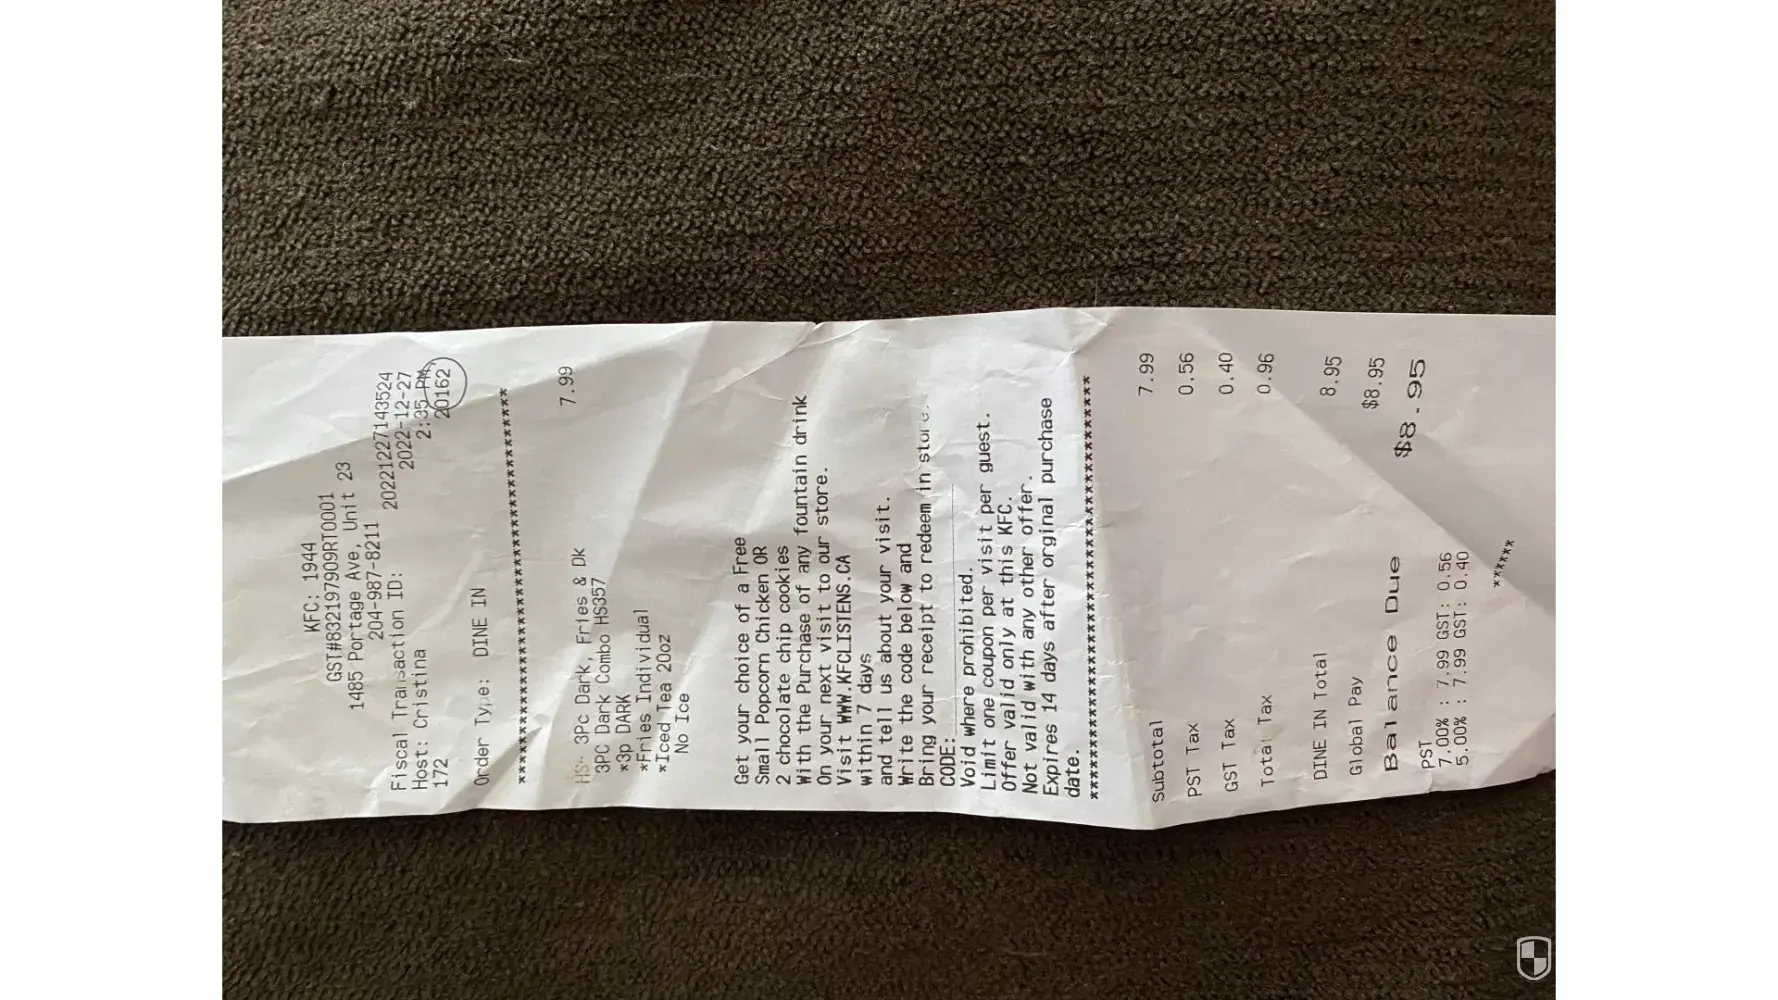 KFC: 1944
GST#832197909RT0001
1485 Portage Ave, Unit 23
204-987-8211
Fiscal Transaction ID:
20221227143524
Host: Cristina 2022-12-27
172 2:35 PM
20162
Order Type: DINE IN
****************************************
3Pc Dark, Fries & Dk 7.99
3PC Dark Combo HS357
*3p DARK
*Fries Individual
*Iced Tea 20oz
No Ice
Get your choice of a Free
Small Popcorn Chicken OR
2 chocolate chip cookies
With the Purchase of any fountain drink
On your next visit to our store.
Visit WWW.KFCLISTENS.CA
within 7 days
and tell us about your visit.
Write the code below and
Bring your receipt to redeem in store.
CODE:
Void where prohibited.
Limit one coupon per visit per guest.
Offer valid only at this KFC.
Not valid with any other offer.
Expires 14 days after orginal purchase
date.
****************************************
Subtotal 7.99
PST Tax 0.56
GST Tax 0.40
Total Tax 0.96
DINE IN Total 8.95
Global Pay $8.95
Balance Due $8.95
PST
7.00% : 7.99 GST: 0.56
5.00% : 7.99 GST: 0.40
******